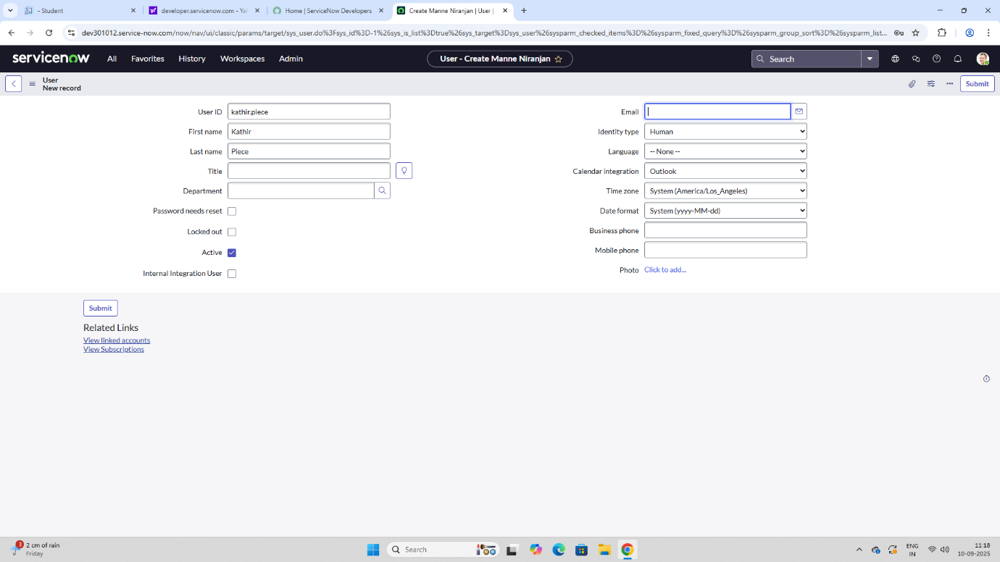 - Student
developer.servicenow.com - Yah
Home | ServiceNow Developers
Create Manne Niranjan | User |
dev301012.service-now.com/now/nav/ui/classic/params/target/sys_user.do%3Fsys_id%3D-1%26sys_is_list%3Dtrue%26sys_target%3Dsys_user%26sysparm_checked_items%3D%26sysparm_fixed_query%3D%26sysparm_group_sort%3D%26sysparm_list...
servicenow
All
Favorites
History
Workspaces
Admin
User - Create Manne Niranjan
Search
User
New record
Submit
User ID
kathir.piece
First name
Kathir
Last name
Piece
Title
Department
Password needs reset
Locked out
Active
Internal Integration User
Email
Identity type
Human
Language
-- None --
Calendar integration
Outlook
Time zone
System (America/Los_Angeles)
Date format
System (yyyy-MM-dd)
Business phone
Mobile phone
Photo
Click to add...
Submit
Related Links
View linked accounts
View Subscriptions
3
2 cm of rain
Friday
Search
ENG
IN
11:18
10-09-2025